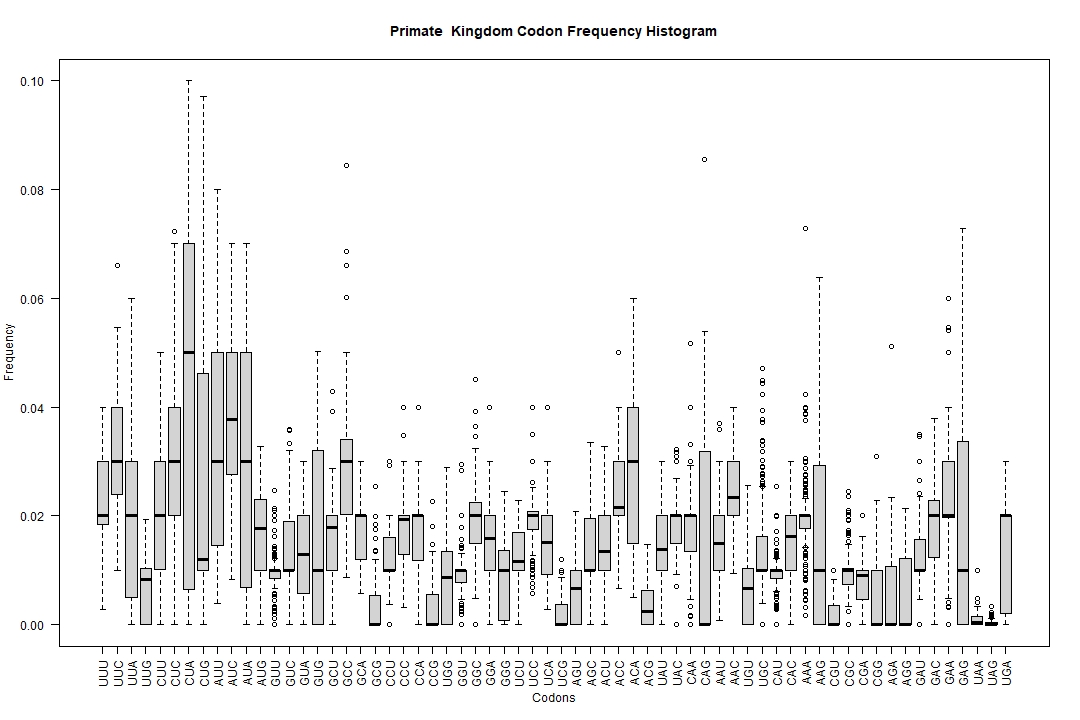 Primate  Kingdom Codon Frequency Histogram
0.10
0.08
0.06
0.04
0.02
0.00
Frequency
UUU UUC UUA UUG CUU CUC CUA CUG AUU AUC AUA AUG GUU GUC GUA GUG GCU GCC GCA GCG CCU CCC CCA CCG UGG GGU GGC GGA GGG UCU UCC UCA UCG AGU AGC ACU ACC ACA ACG UAU UAC CAA CAG AAU AAC UGU UGC CAU CAC AAA AAG CGU CGC CGA CGG AGA AGG GAU GAC GAA GAG UAA UAG UGA
Codons